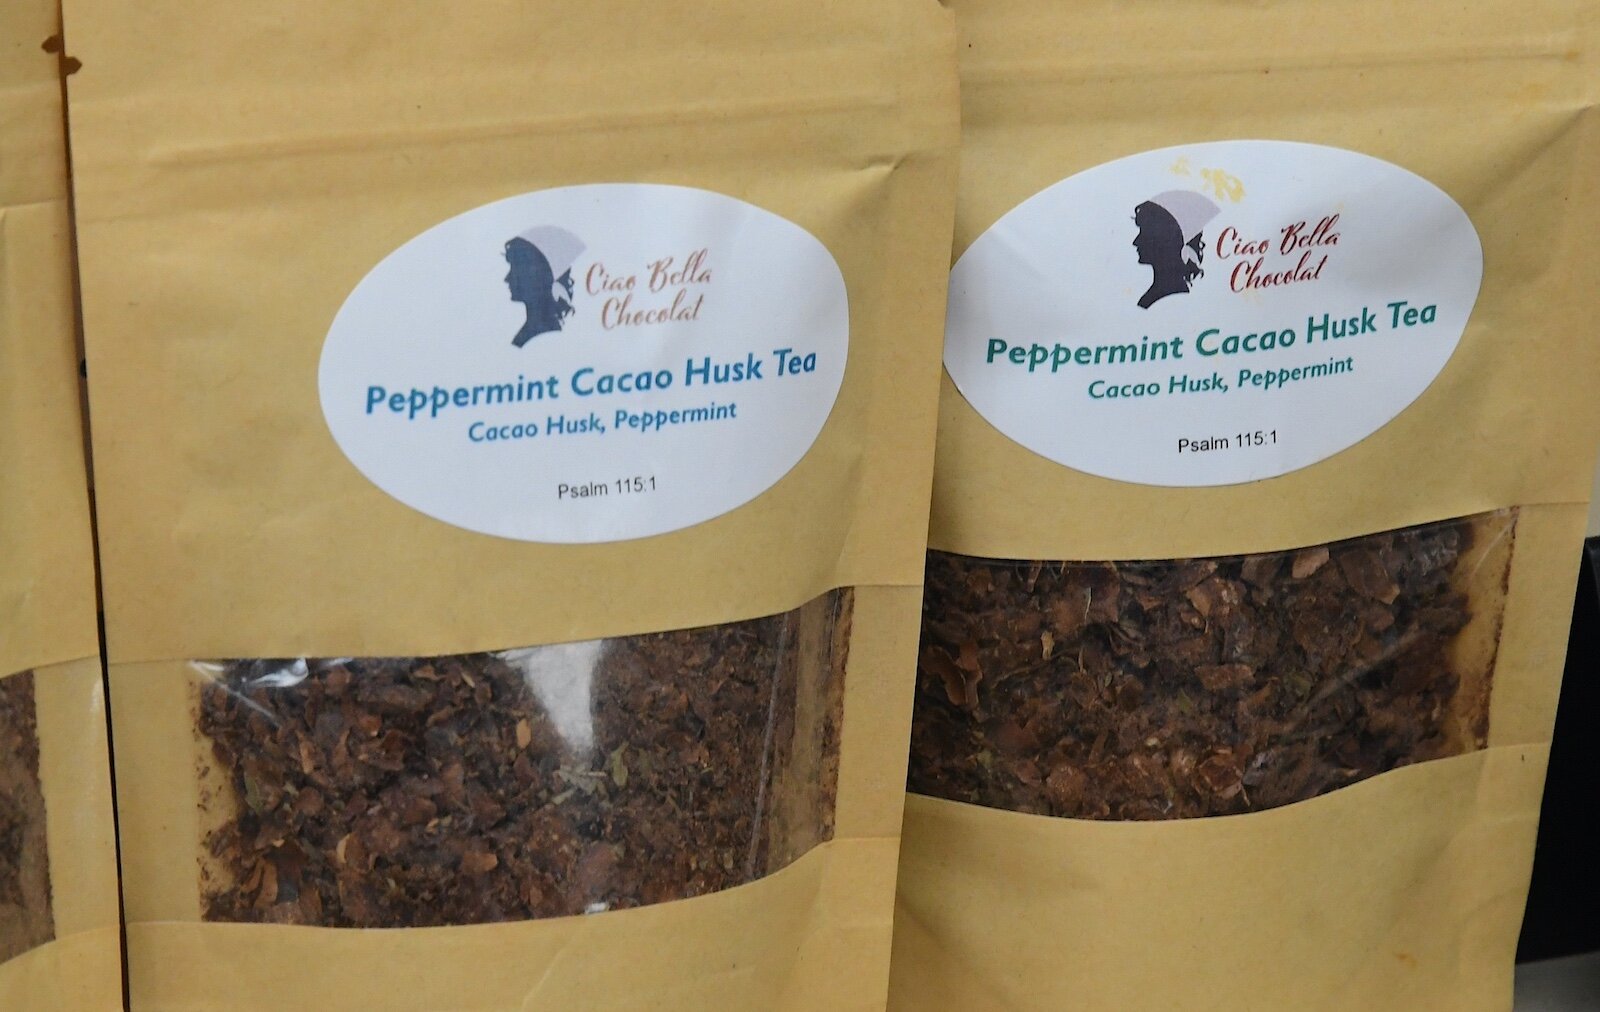 Ciao Bella
Chocolat
Peppermint Cacao Husk Tea
Cacao Husk, Peppermint
Psalm 115:1
Ciao Bella
Chocolat
Peppermint Cacao Husk Tea
Cacao Husk, Peppermint
Psalm 115:1